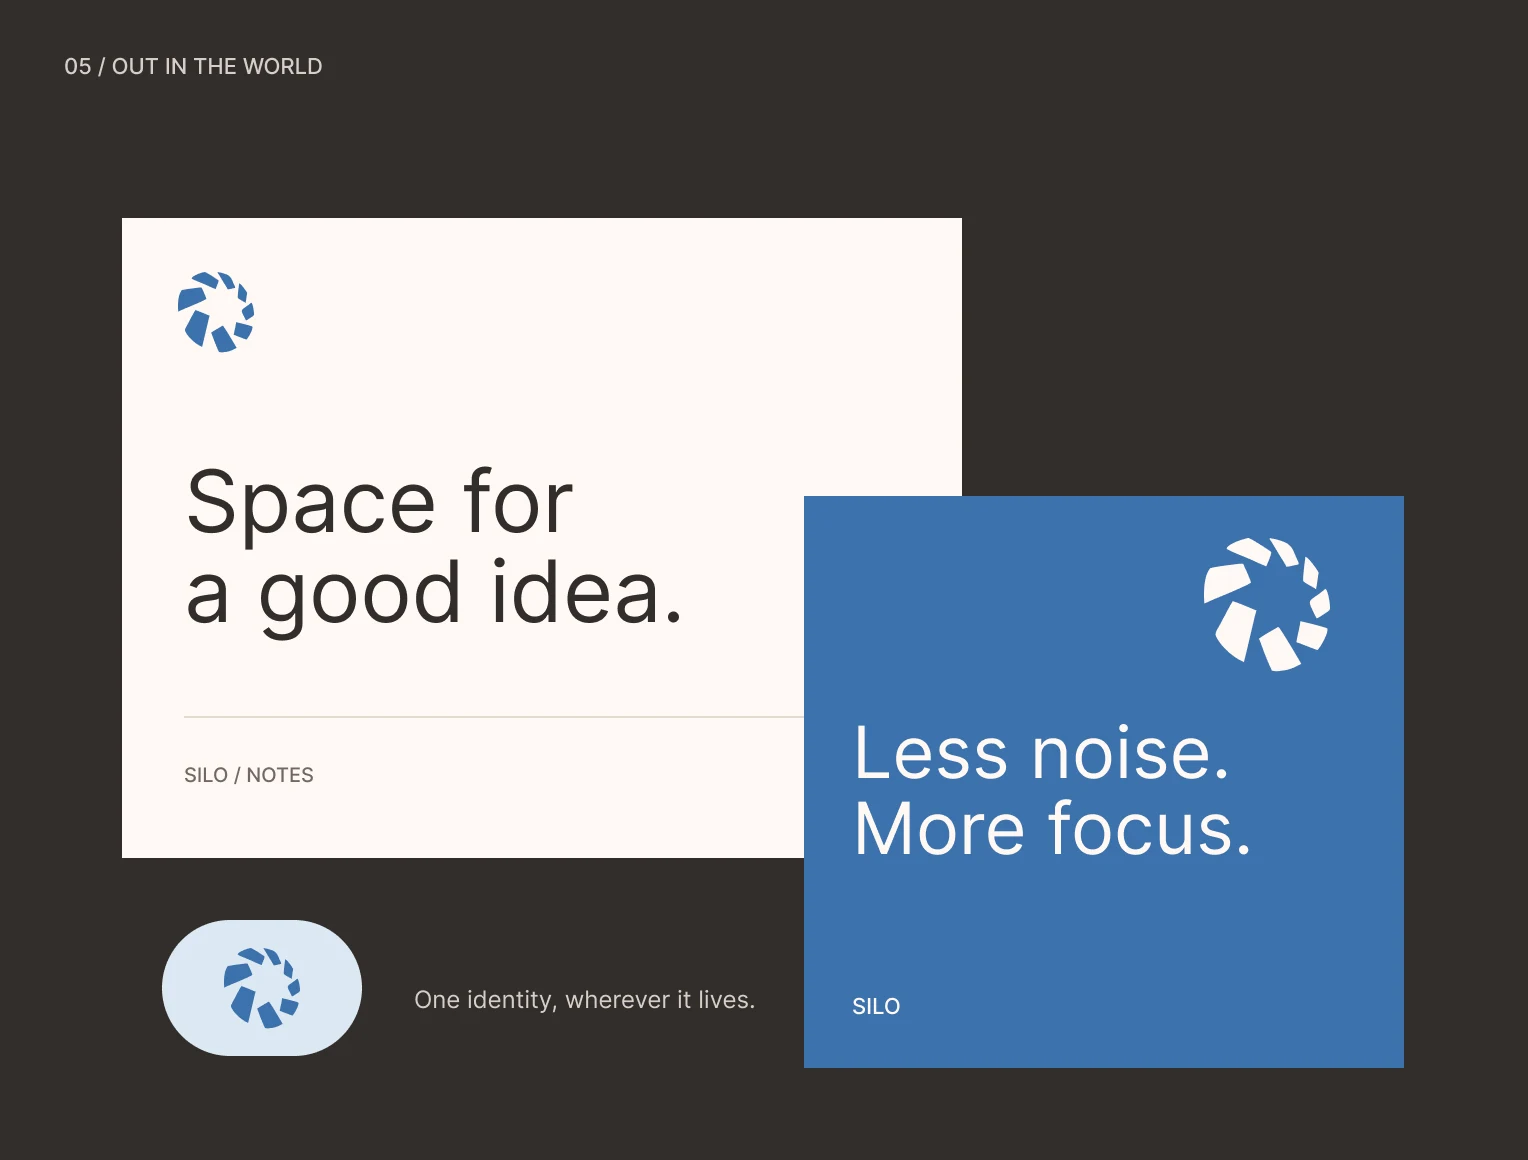 05 / OUT IN THE WORLD
Space for
a good idea.
SILO / NOTES
Less noise.
More focus.
SILO
One identity, wherever it lives.